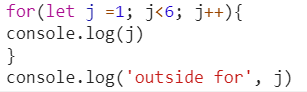 for(let j =1; j<6; j++){
console.log(j)
}
console.log('outside for', j)